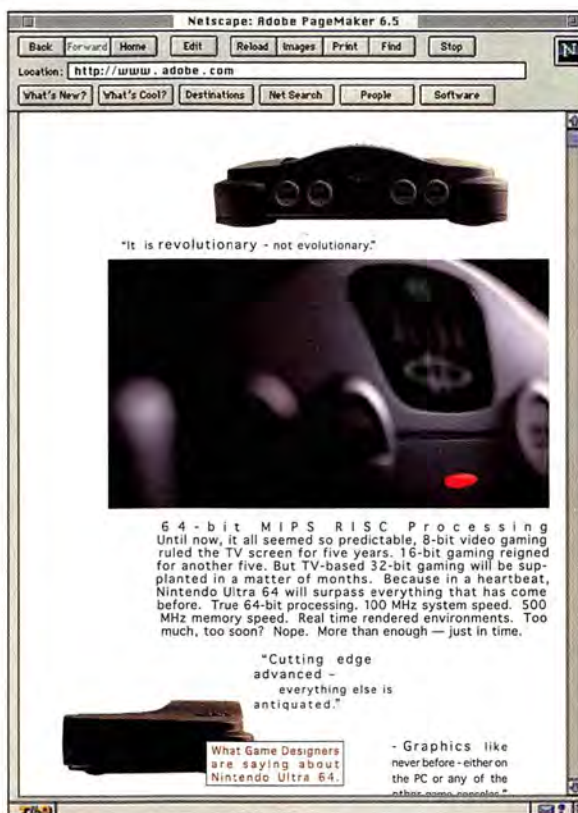 Netscape: Adobe PageMaker 6.5
Back Forward Home Edit Reload Images Print Find Stop
N
Location: http://www.adobe.com
What's New? What's Cool? Destinations Net Search People Software
"It is revolutionary - not evolutionary."
64-bit MIPS RISC Processing
Until now, it all seemed so predictable, 8-bit video gaming
ruled the TV screen for five years. 16-bit gaming reigned
for another five. But TV-based 32-bit gaming will be sup-
planted in a matter of months. Because in a heartbeat,
Nintendo Ultra 64 will surpass everything that has come
before. True 64-bit processing. 100 MHz system speed. 500
MHz memory speed. Real time rendered environments. Too
much, too soon? Nope. More than enough — just in time.
"Cutting edge
advanced -
everything else is
antiquated."
What Game Designers
are saying about
Nintendo Ultra 64.
- Graphics like
never before - either on
the PC or any of the
other game consoles."